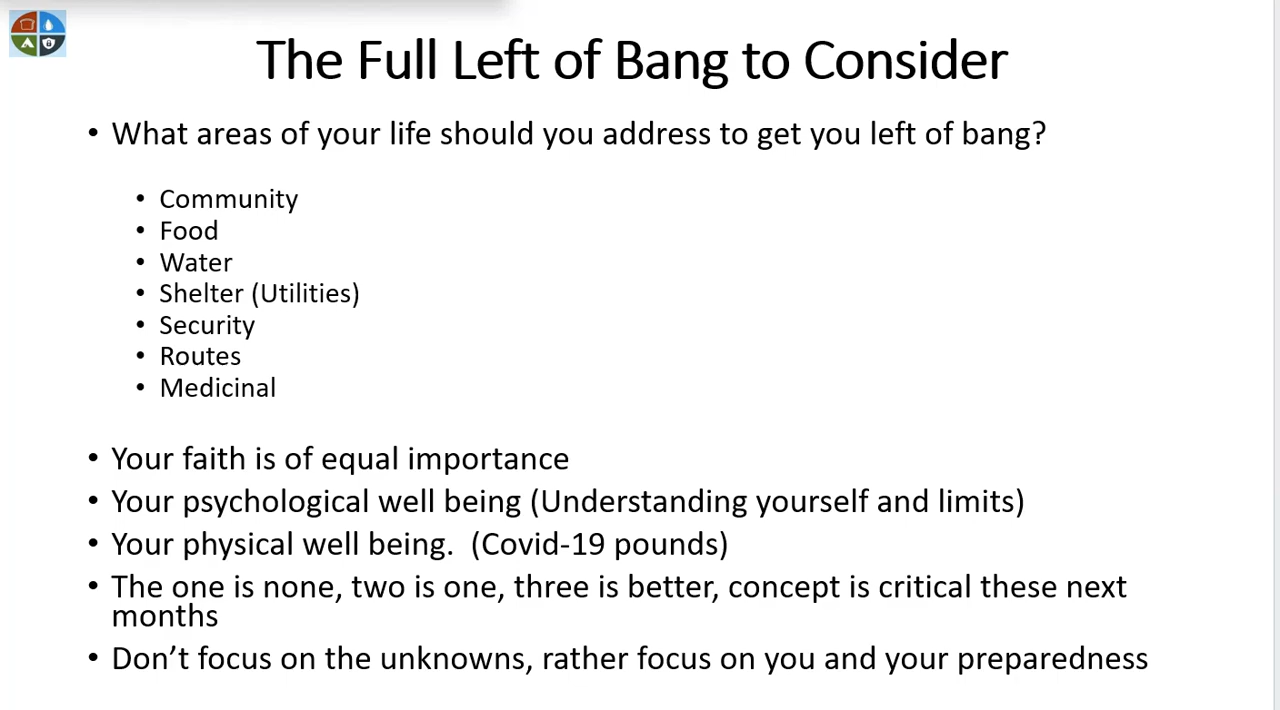 The Full Left of Bang to Consider
• What areas of your life should you address to get you left of bang?
• Community
• Food
• Water
• Shelter (Utilities)
• Security
• Routes
• Medicinal
• Your faith is of equal importance
• Your psychological well being (Understanding yourself and limits)
• Your physical well being.  (Covid-19 pounds)
• The one is none, two is one, three is better, concept is critical these next
months
• Don’t focus on the unknowns, rather focus on you and your preparedness